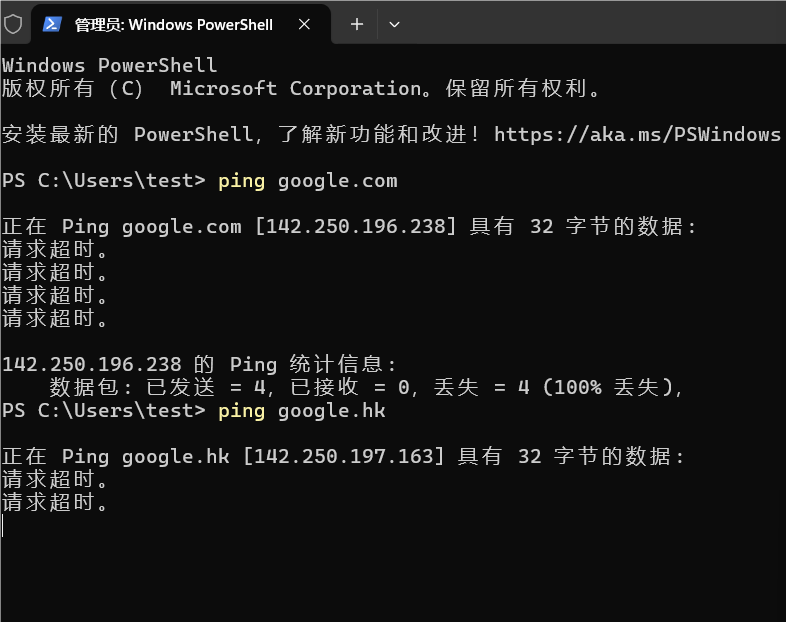 管理员: Windows PowerShell
Windows PowerShell
版权所有 (C) Microsoft Corporation。保留所有权利。
安装最新的 PowerShell，了解新功能和改进！https://aka.ms/PSWindows
PS C:\Users\test> ping google.com
正在 Ping google.com [142.250.196.238] 具有 32 字节的数据:
请求超时。
请求超时。
请求超时。
请求超时。
142.250.196.238 的 Ping 统计信息:
数据包: 已发送 = 4，已接收 = 0，丢失 = 4 (100% 丢失)，
PS C:\Users\test> ping google.hk
正在 Ping google.hk [142.250.197.163] 具有 32 字节的数据:
请求超时。
请求超时。